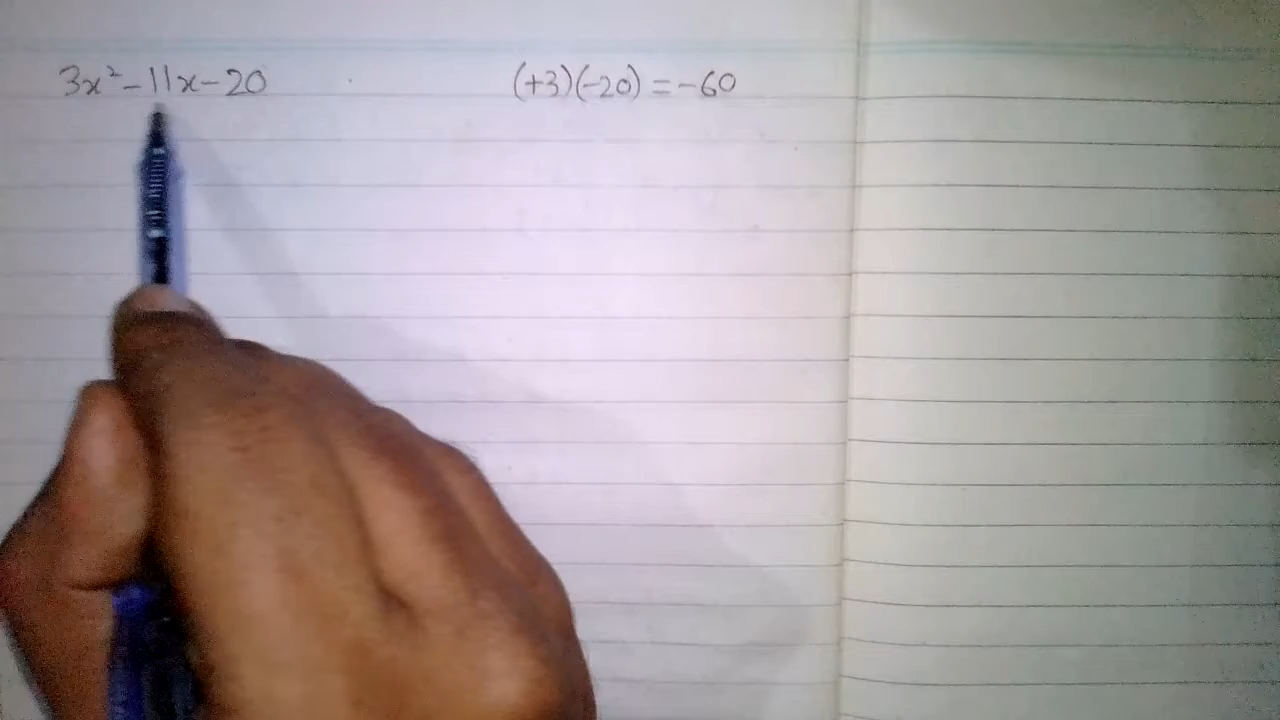 3x² - 11x - 20
(+3)(-20) = -60